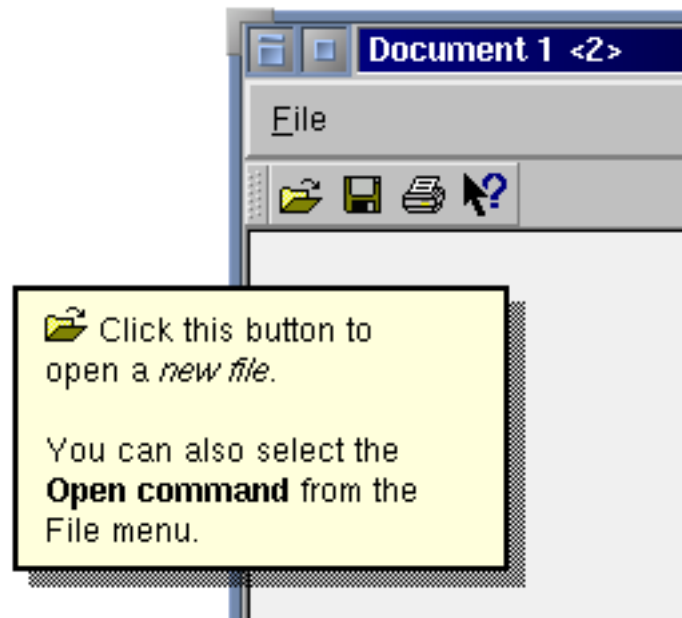 Document 1 <2>
File
Click this button to
open a new file.
You can also select the
Open command from the
File menu.